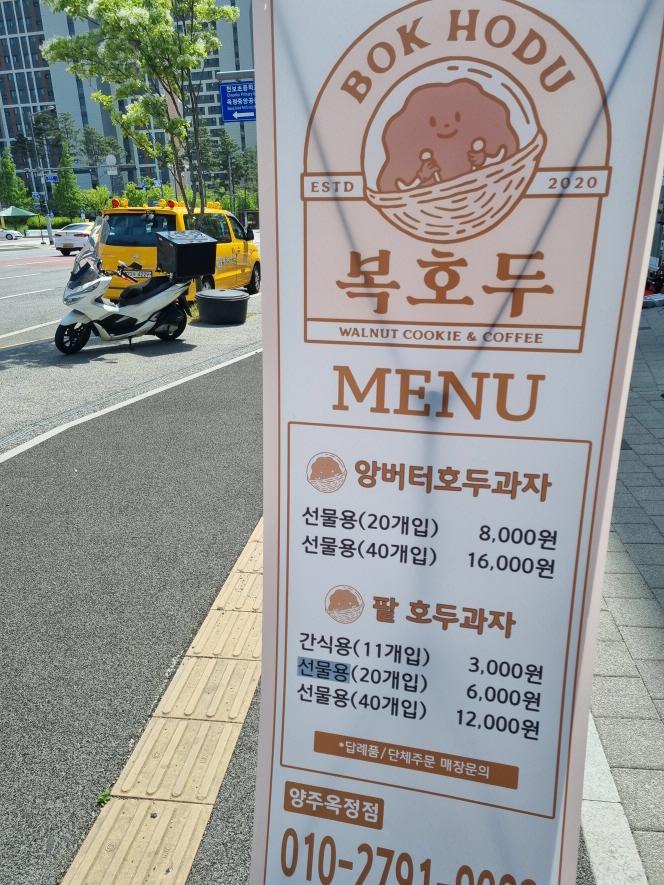 BOK HODU
ESTD 2020
복호두
WALNUT COOKIE & COFFEE
MENU
앙버터호두과자
선물용(20개입) 8,000원
선물용(40개입) 16,000원
팥 호두과자
간식용(11개입) 3,000원
선물용(20개입) 6,000원
선물용(40개입) 12,000원
*답례품/단체주문 매장문의
양주옥정점
010-2791-